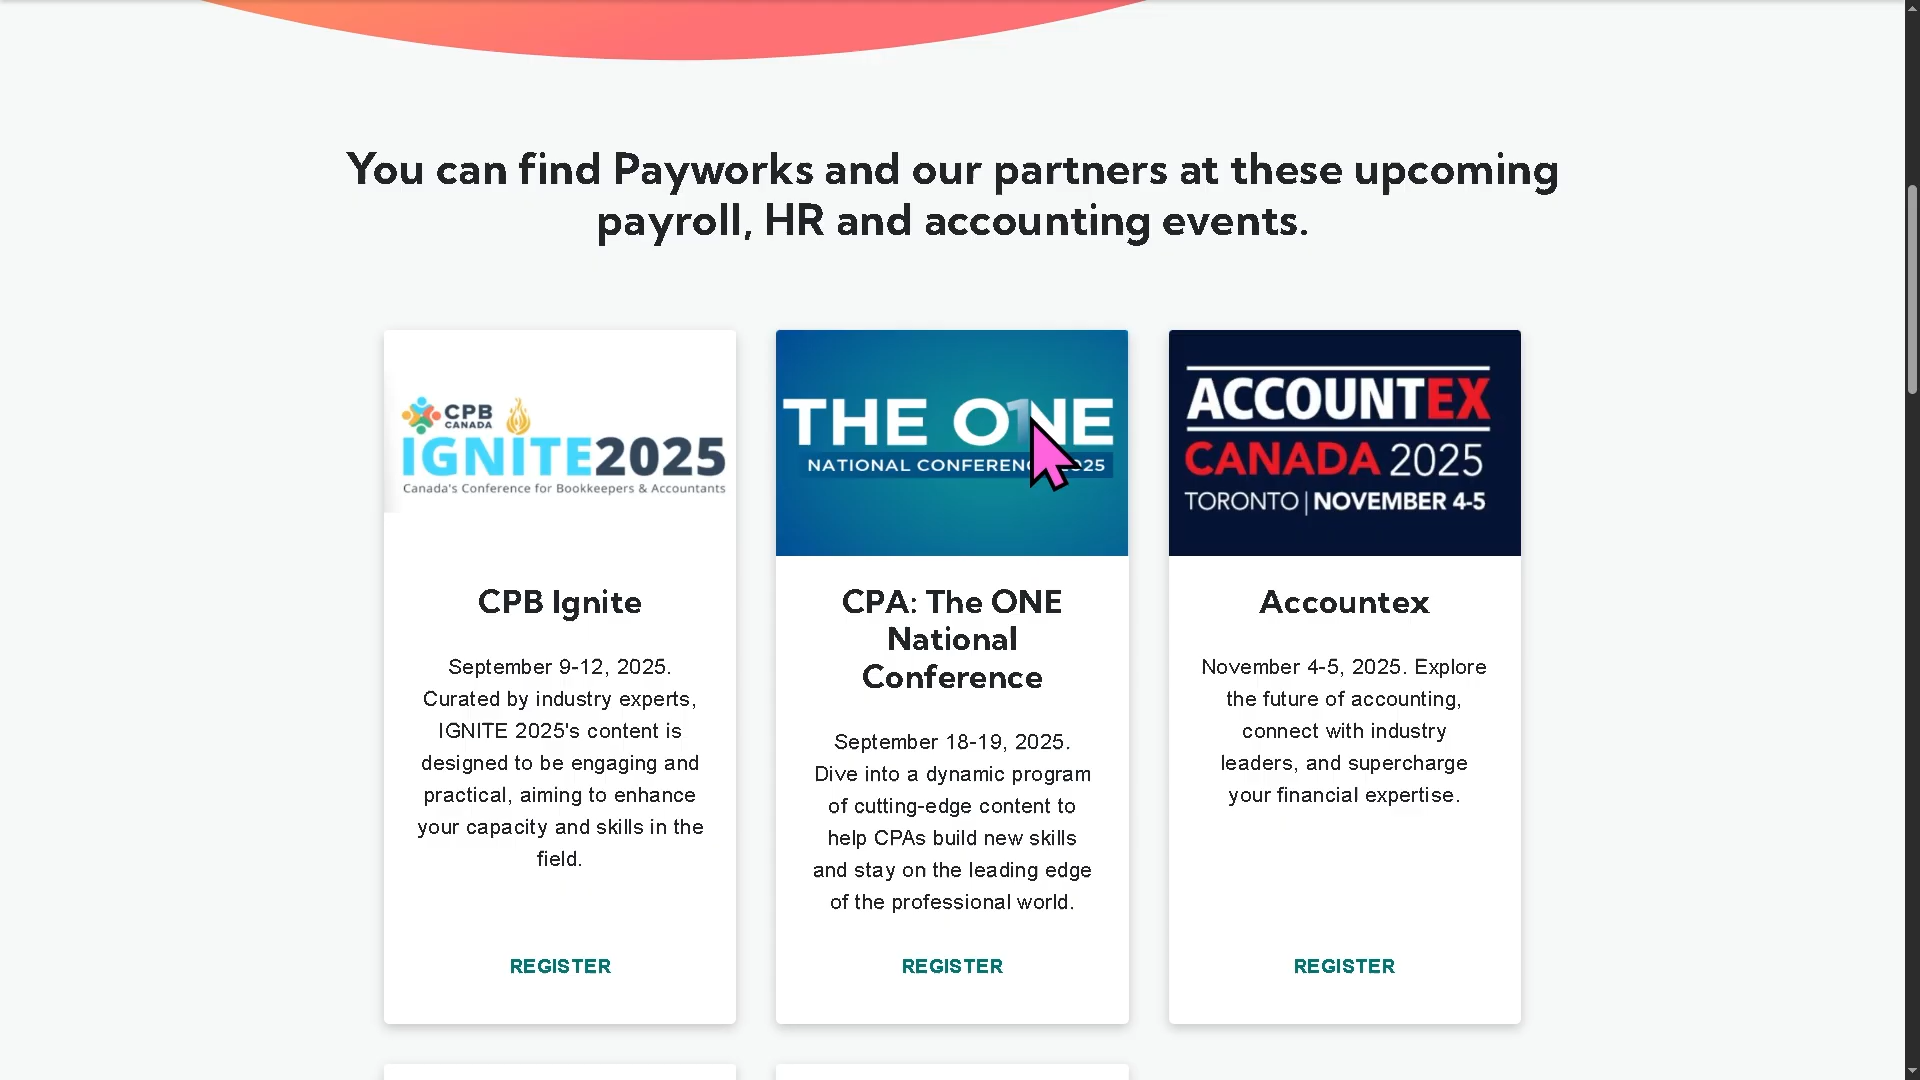 You can find Payworks and our partners at these upcoming
payroll, HR and accounting events.
CPB
CANADA
IGNITE2025
Canada's Conference for Bookkeepers & Accountants
CPB Ignite
September 9-12, 2025.
Curated by industry experts,
IGNITE 2025's content is
designed to be engaging and
practical, aiming to enhance
your capacity and skills in the
field.
REGISTER
THE ONE
NATIONAL
CPA: The ONE
National
Conference
September 18-19, 2025.
Dive into a dynamic program
of cutting-edge content to
help CPAs build new skills
and stay on the leading edge
of the professional world.
REGISTER
ACCOUNTEX
CANADA 2025
TORONTO | NOVEMBER 4-5
Accountex
November 4-5, 2025. Explore
the future of accounting,
connect with industry
leaders, and supercharge
your financial expertise.
REGISTER